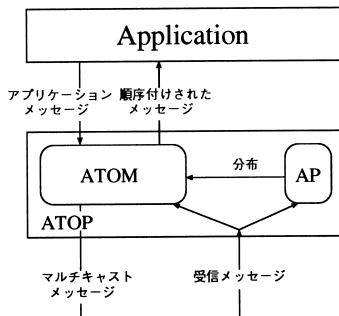 Application
アプリケーション
メッセージ
順序付けされた
メッセージ
ATOM
分布
AP
ATOP
マルチキャスト
メッセージ
受信メッセージ